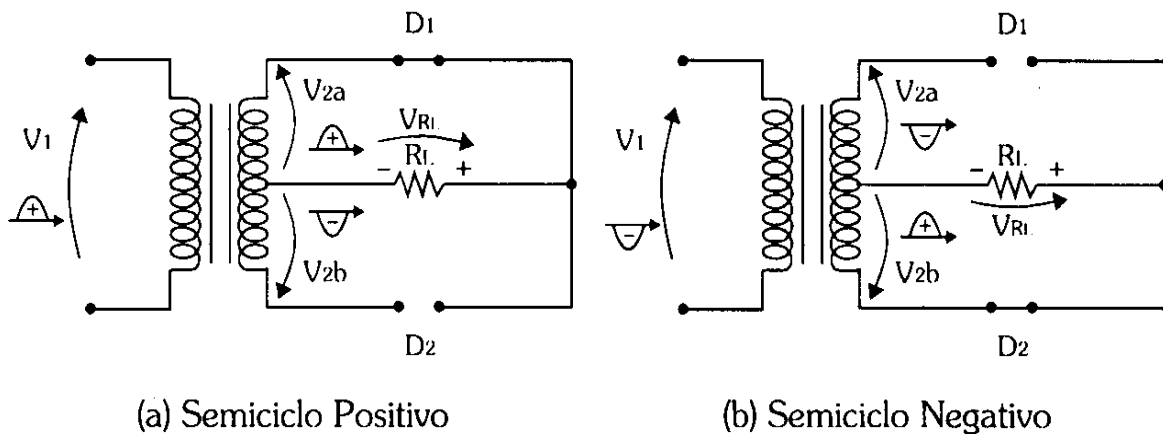 D1
V2a
V1
+
VRL
RL
- +
+
-
V2b
D2
(a) Semiciclo Positivo
D1
V2a
V1
-
RL
- +
VRL
-
+
V2b
D2
(b) Semiciclo Negativo